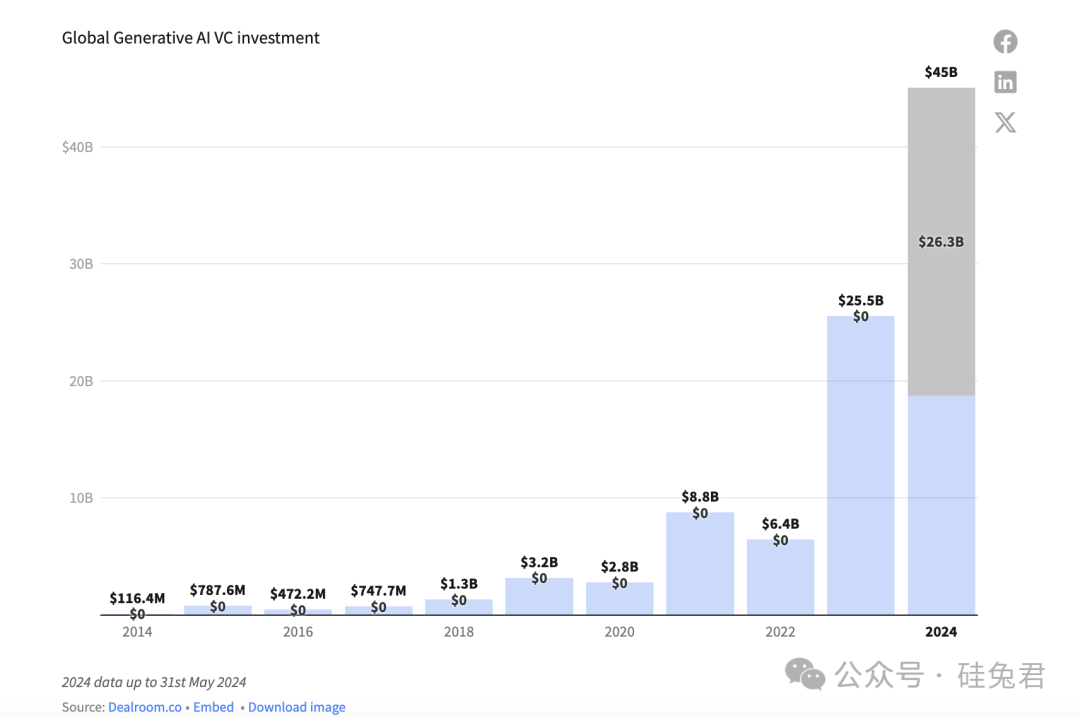 Global Generative AI VC investment
$45B
$40B
$26.3B
30B
$25.5B
$0
20B
10B
$8.8B
$0
$6.4B
$0
$3.2B
$0
$2.8B
$0
$1.3B
$0
$787.6M
$0
$747.7M
$0
$472.2M
$0
$116.4M
$0
2014 2016 2018 2020 2022 2024
2024 data up to 31st May 2024
公众号 · 硅兔君
Source: Dealroom.co • Embed • Download image